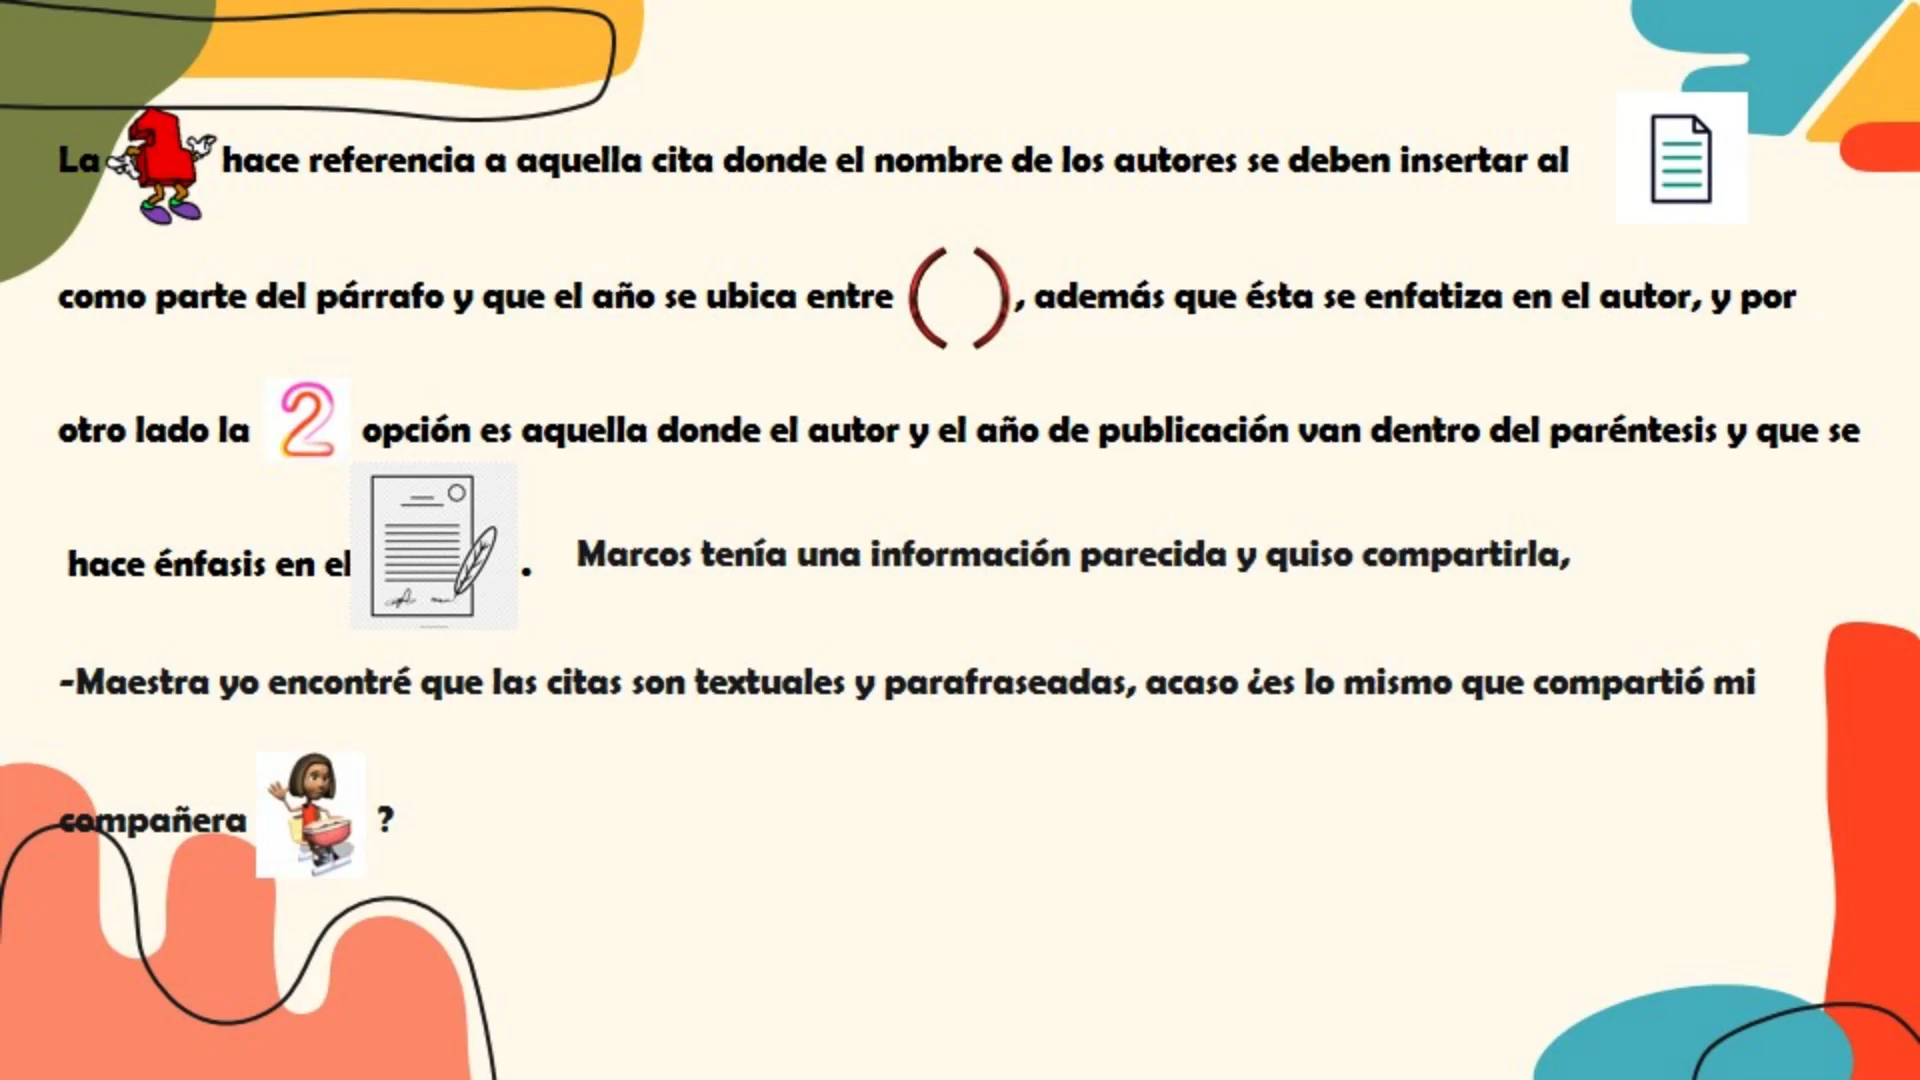 La 1 hace referencia a aquella cita donde el nombre de los autores se deben insertar al
como parte del párrafo y que el año se ubica entre ( ), además que ésta se enfatiza en el autor, y por
otro lado la 2 opción es aquella donde el autor y el año de publicación van dentro del paréntesis y que se
hace énfasis en el . Marcos tenía una información parecida y quiso compartirla,
-Maestra yo encontré que las citas son textuales y parafraseadas, acaso ¿es lo mismo que compartió mi
compañera ?